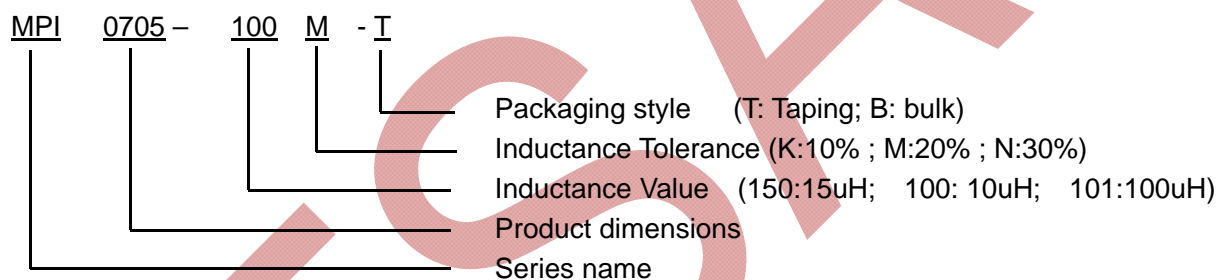 MPI 0705 – 100 M - T
Packaging style (T: Taping; B: bulk)
Inductance Tolerance (K:10% ; M:20% ; N:30%)
Inductance Value (150:15uH; 100: 10uH; 101:100uH)
Product dimensions
Series name